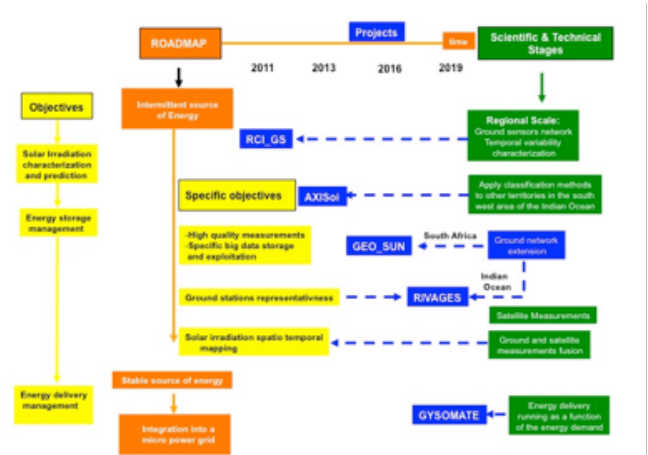 Projects
ROADMAP
time
Scientific & Technical
Stages
2011
2013
2016
2019
Objectives
Intermittent source
of Energy
Regional Scale:
Ground sensors network
Temporal variability
characterization
RCI_GS
Solar Irradiation
characterization
and prediction
Specific objectives
AXISol
Apply classification methods
to other territories in the south
west area of the Indian Ocean
Energy storage
management
-High quality measurements
-Specific big data storage
and exploitation
GEO_SUN
South Africa
Ground network
extension
Indian
Ocean
Ground stations representativness
RIVAGES
Satellite Measurements
Solar irradiation spatio temporal
mapping
Ground and satellite
measurements fusion
Stable source of energy
Energy delivery
management
Integration into a
micro power grid
GYSOMATE
Energy delivery
running as a function
of the energy demand